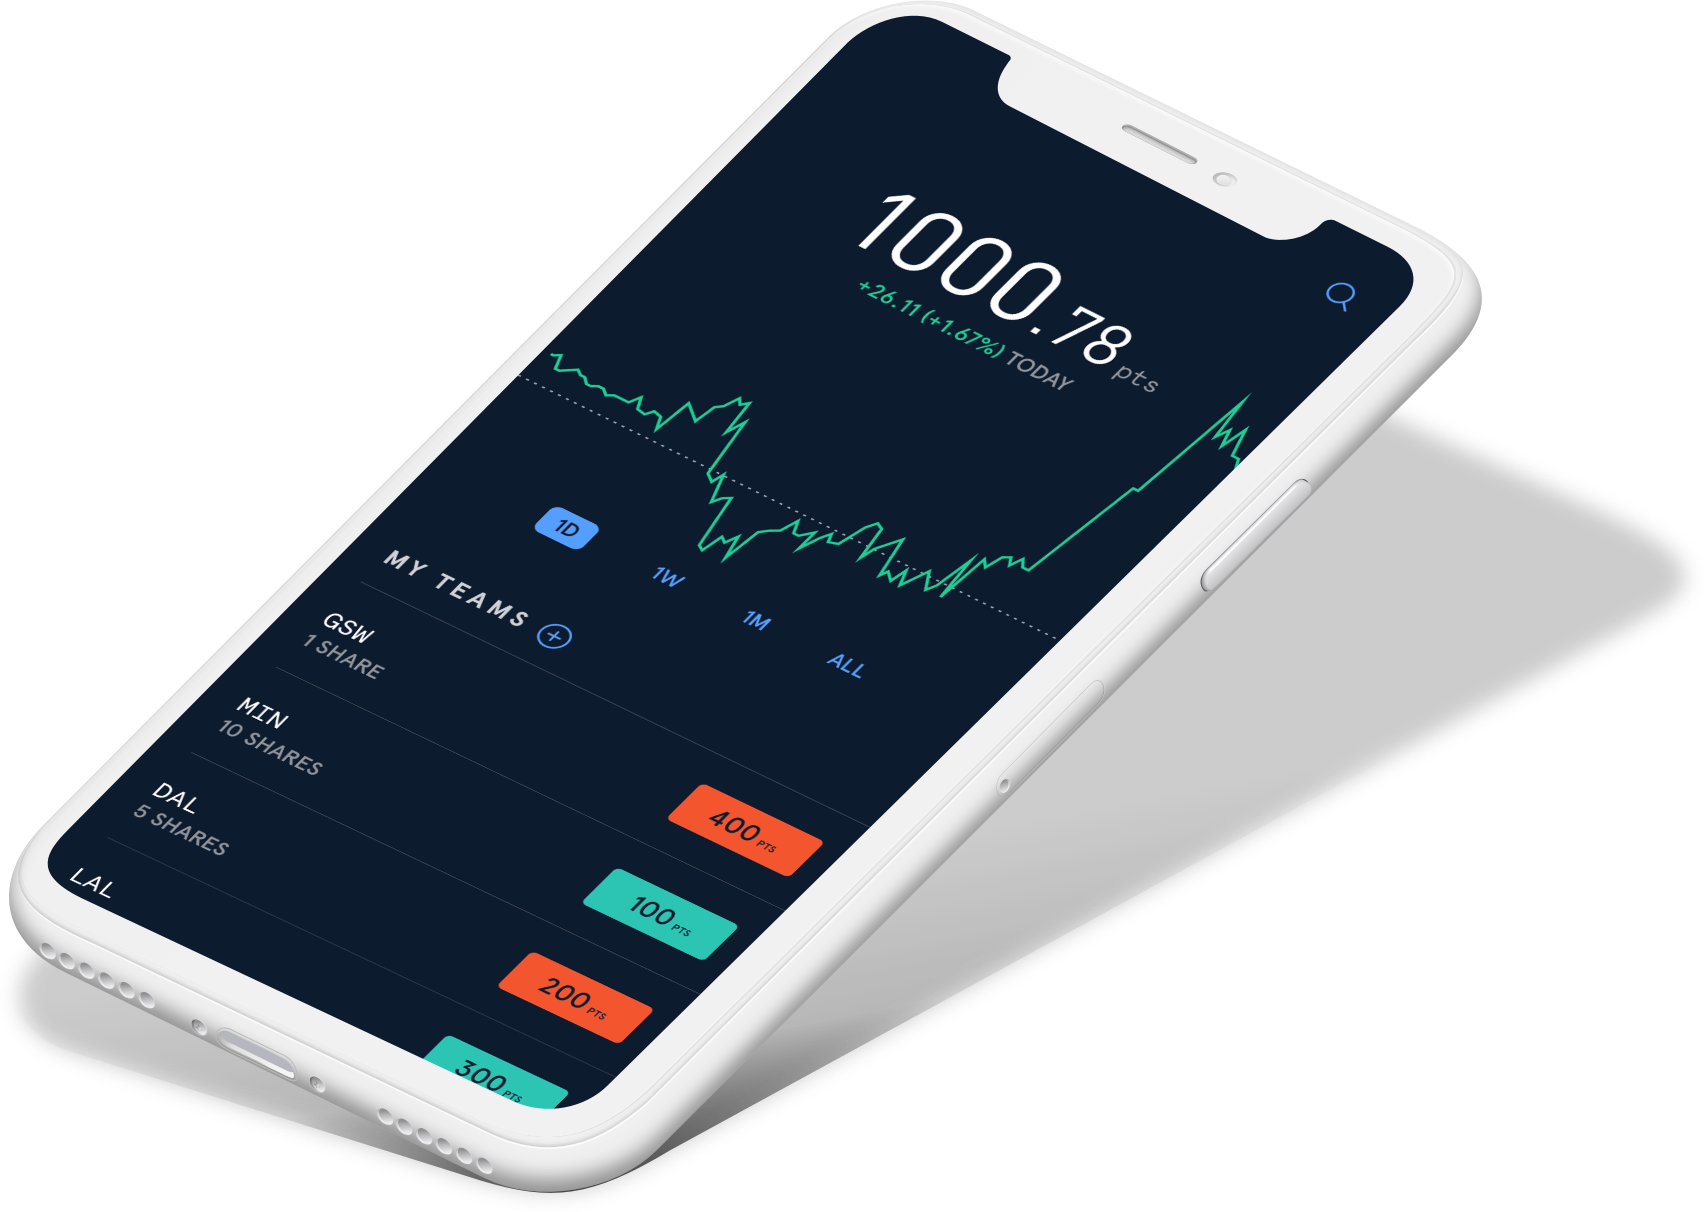 1000.78 pts
+26.11 (+1.67%) TODAY
1D
1W
1M
ALL
MY TEAMS
GSW
1 SHARE
400 PTS
MIN
10 SHARES
100 PTS
DAL
5 SHARES
200 PTS
LAL
300 PTS